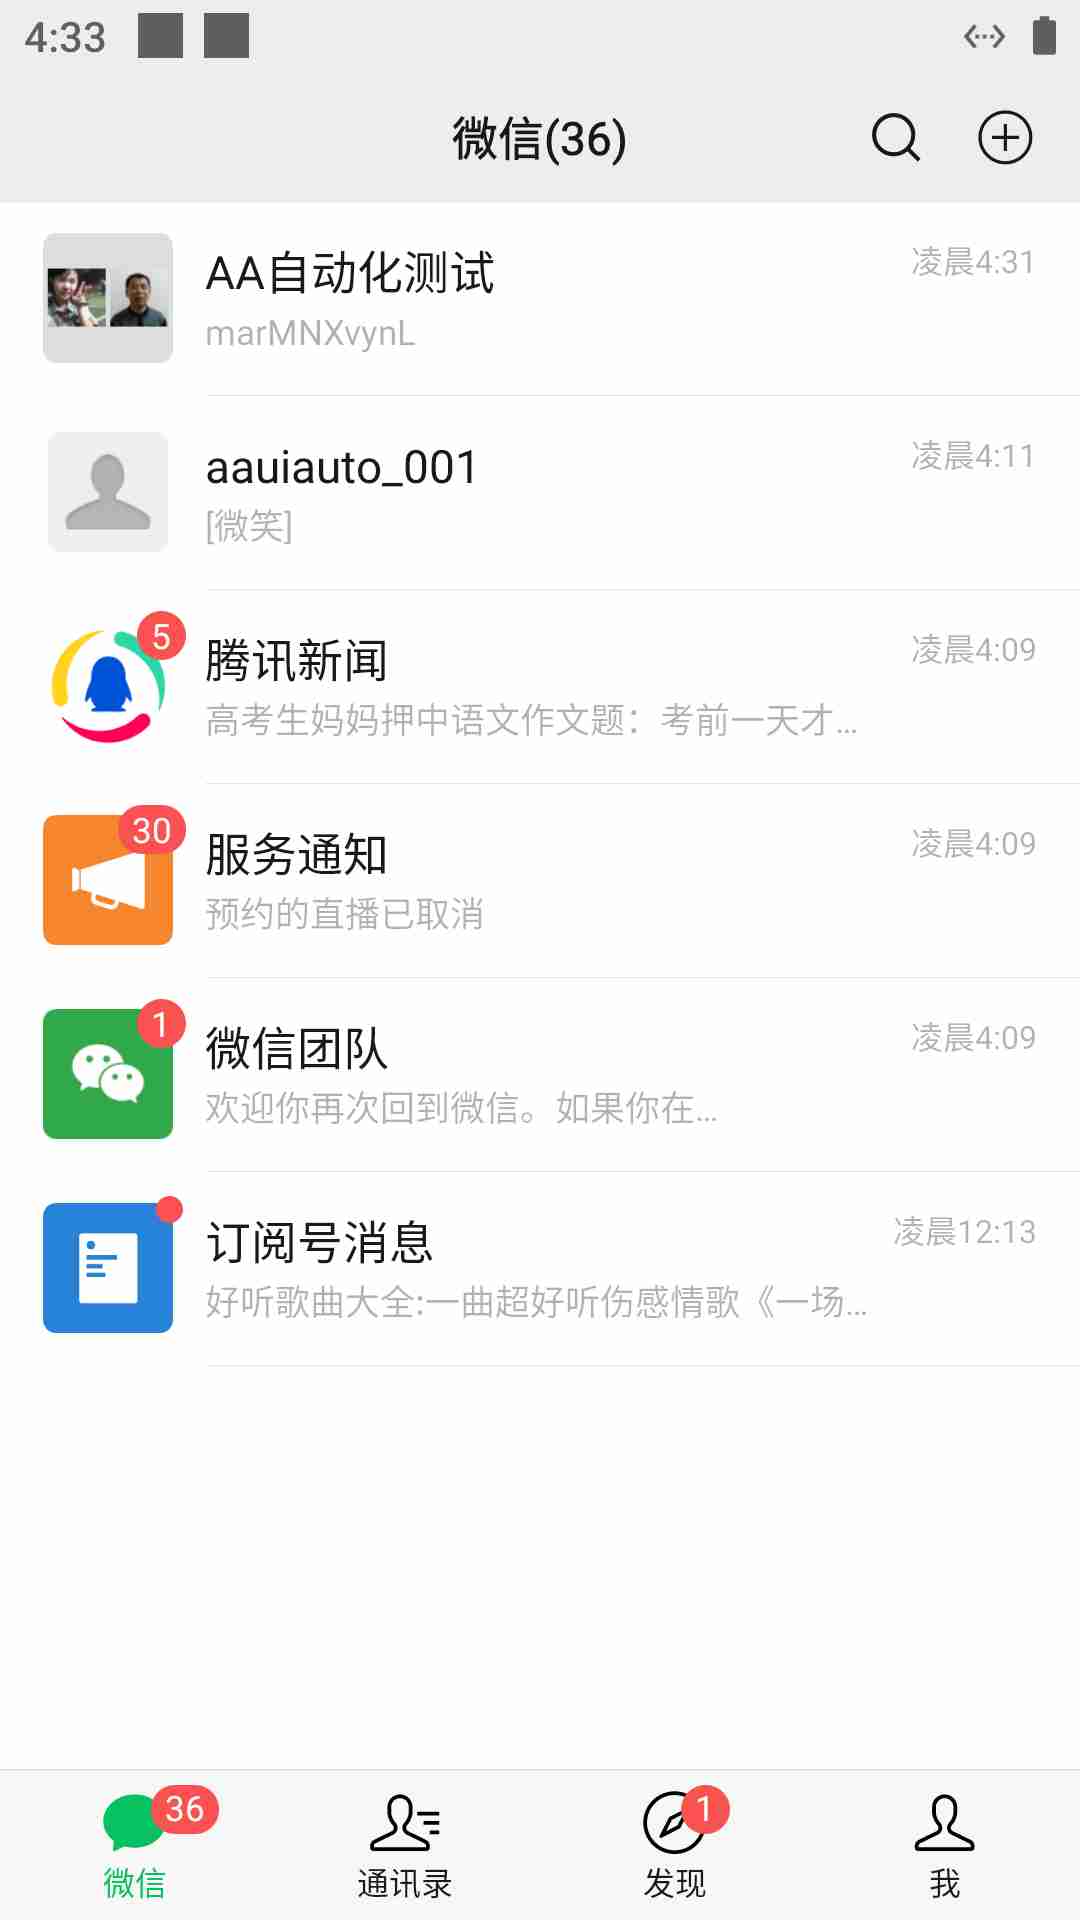 4:33
微信(36)
AA自动化测试
凌晨4:31
marMNXvynL
aauiauto_001
凌晨4:11
[微笑]
5
腾讯新闻
凌晨4:09
高考生妈妈押中语文作文题：考前一天才...
30
服务通知
凌晨4:09
预约的直播已取消
1
微信团队
凌晨4:09
欢迎你再次回到微信。如果你在...
订阅号消息
凌晨12:13
好听歌曲大全:一曲超好听伤感情歌《一场...
36
1
微信
通讯录
发现
我